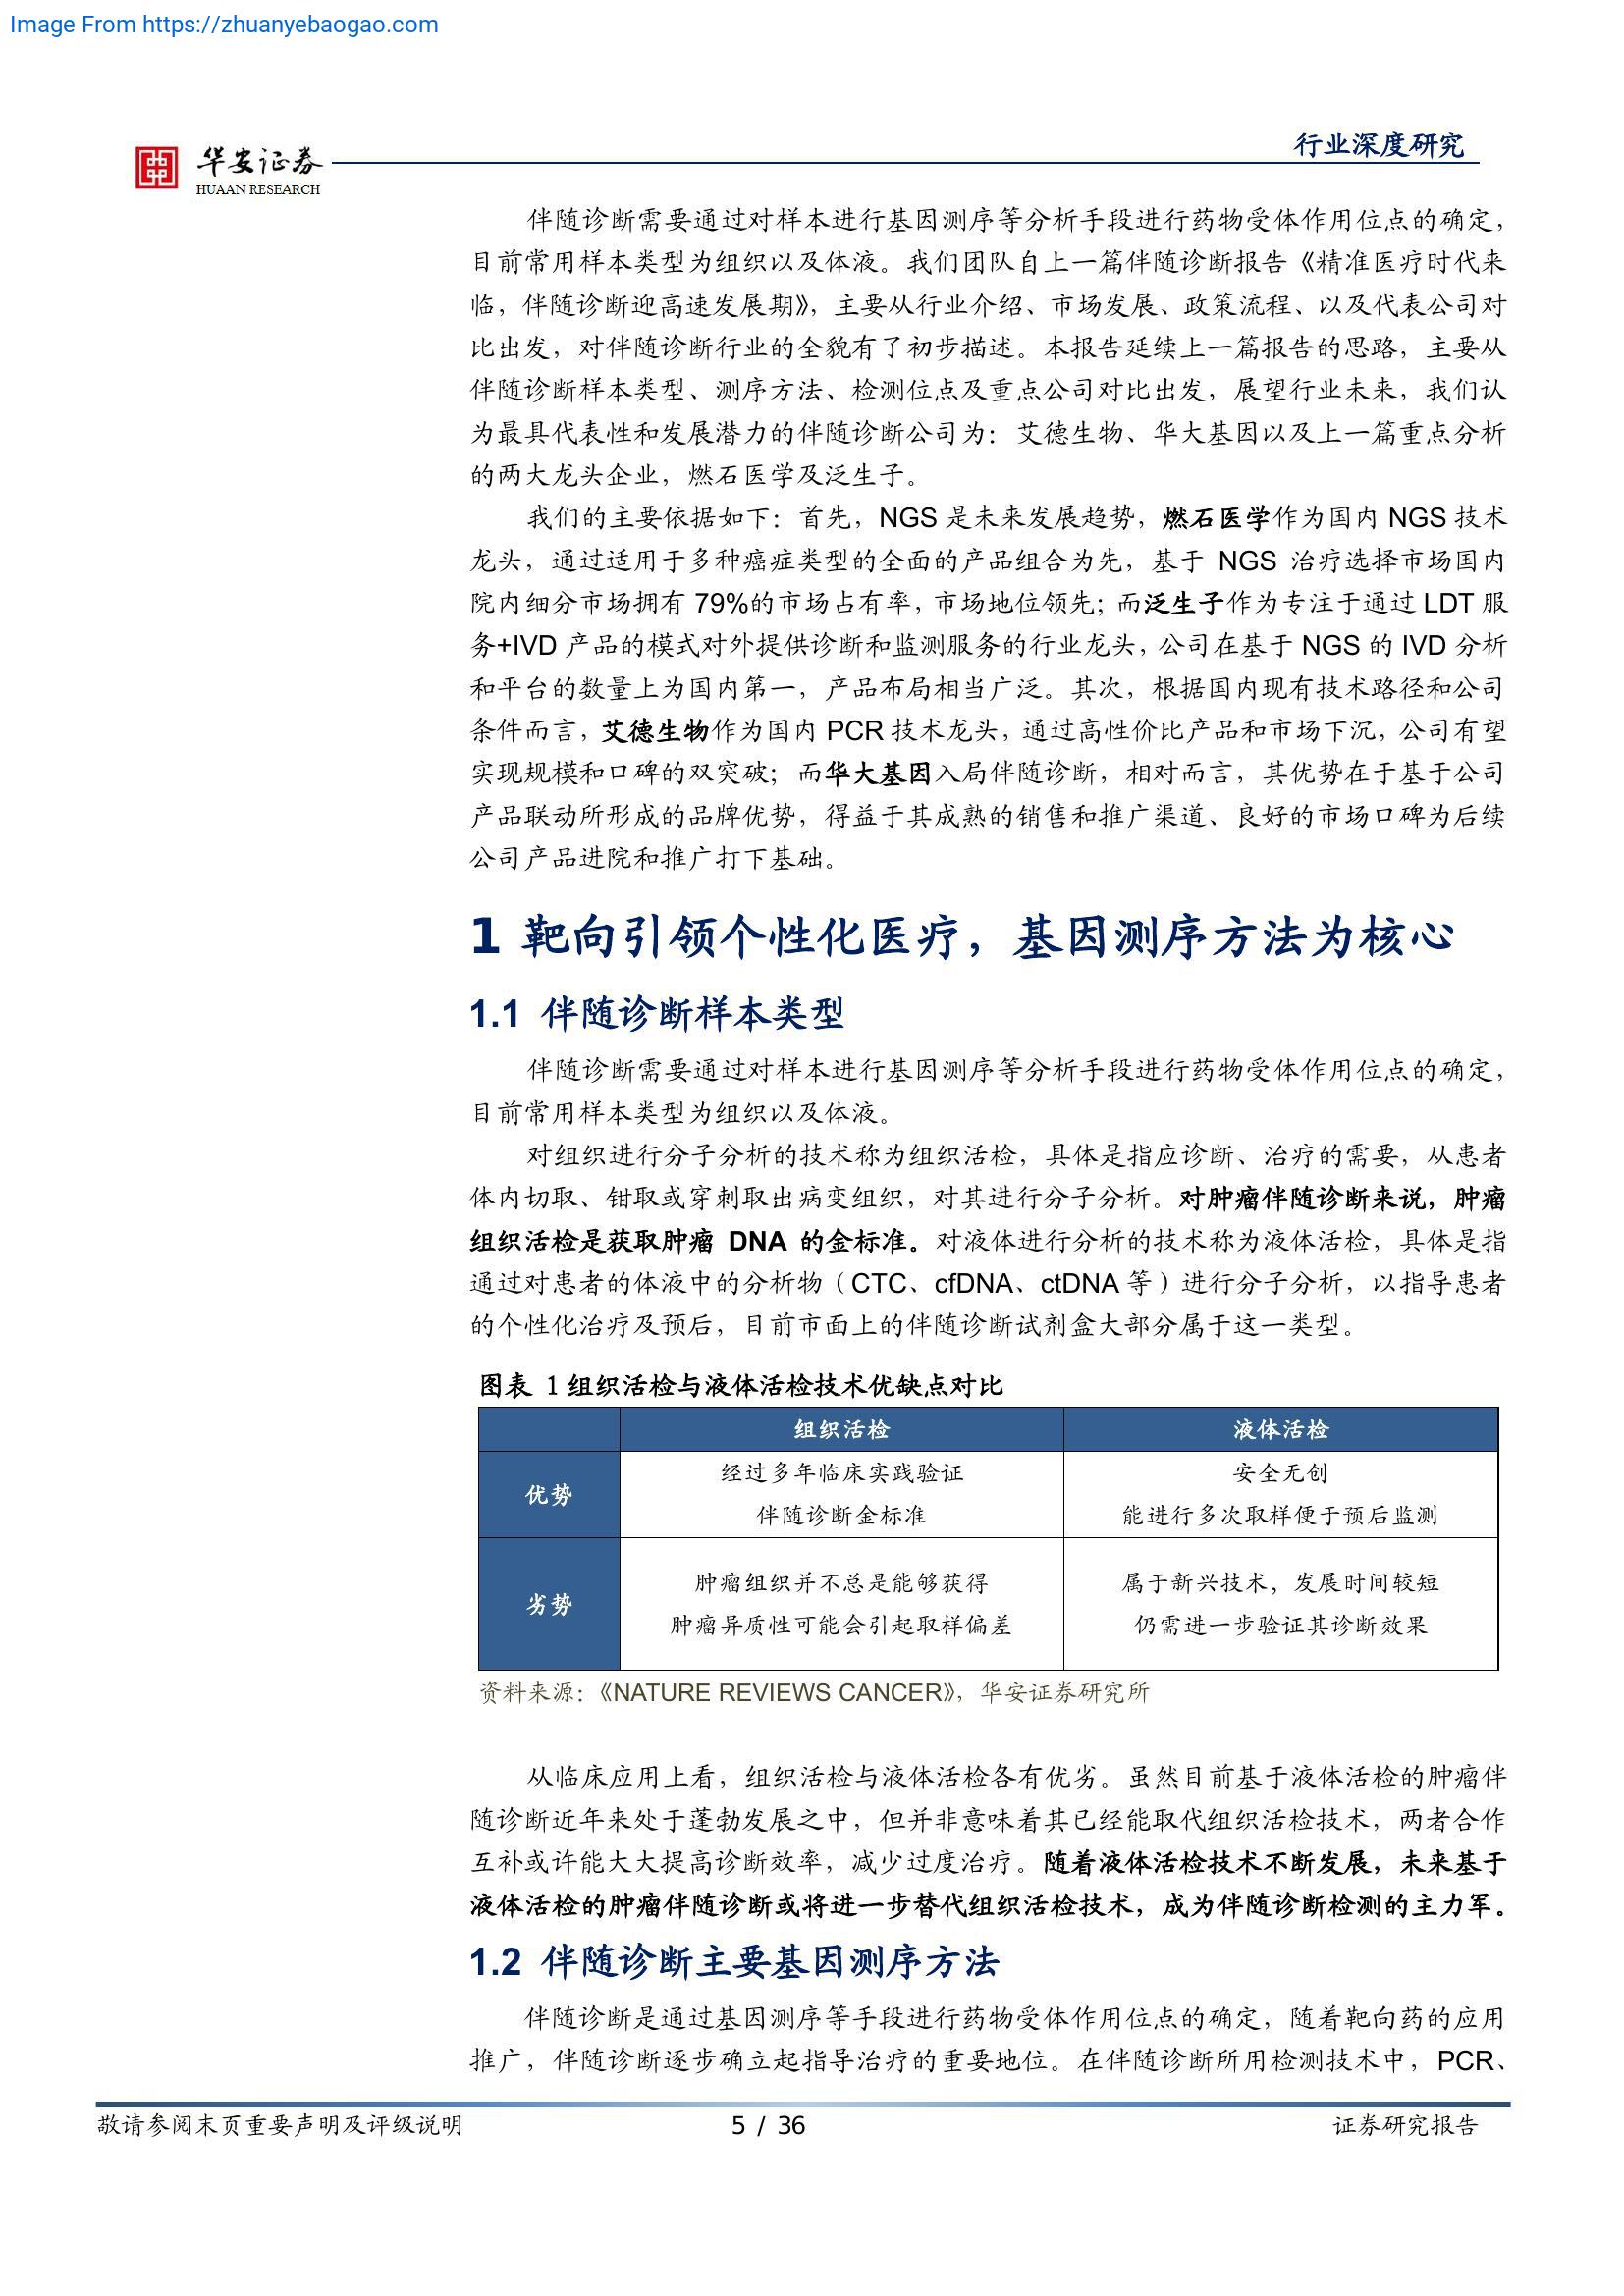 Image From https://zhuanyebaogao.com
华安证券
HUAAN RESEARCH
行业深度研究
伴随诊断需要通过对样本进行基因测序等分析手段进行药物受体作用位点的确定，
目前常用样本类型为组织以及体液。我们团队自上一篇伴随诊断报告《精准医疗时代来
临，伴随诊断迎高速发展期》，主要从行业介绍、市场发展、政策流程、以及代表公司对
比出发，对伴随诊断行业的全貌有了初步描述。本报告延续上一篇报告的思路，主要从
伴随诊断样本类型、测序方法、检测位点及重点公司对比出发，展望行业未来，我们认
为最具代表性和发展潜力的伴随诊断公司为：艾德生物、华大基因以及上一篇重点分析
的两大龙头企业，燃石医学及泛生子。
我们的主要依据如下：首先，NGS 是未来发展趋势，燃石医学作为国内 NGS 技术
龙头，通过适用于多种癌症类型的全面的产品组合为先，基于 NGS 治疗选择市场国内
院内细分市场拥有 79%的市场占有率，市场地位领先；而泛生子作为专注于通过 LDT 服
务+IVD 产品的模式对外提供诊断和监测服务的行业龙头，公司在基于 NGS 的 IVD 分析
和平台的数量上为国内第一，产品布局相当广泛。其次，根据国内现有技术路径和公司
条件而言，艾德生物作为国内 PCR 技术龙头，通过高性价比产品和市场下沉，公司有望
实现规模和口碑的双突破；而华大基因入局伴随诊断，相对而言，其优势在于基于公司
产品联动所形成的品牌优势，得益于其成熟的销售和推广渠道、良好的市场口碑为后续
公司产品进院和推广打下基础。
1 靶向引领个性化医疗，基因测序方法为核心
1.1 伴随诊断样本类型
伴随诊断需要通过对样本进行基因测序等分析手段进行药物受体作用位点的确定，
目前常用样本类型为组织以及体液。
对组织进行分子分析的技术称为组织活检，具体是指应诊断、治疗的需要，从患者
体内切取、钳取或穿刺取出病变组织，对其进行分子分析。对肿瘤伴随诊断来说，肿瘤
组织活检是获取肿瘤 DNA 的金标准。对液体进行分析的技术称为液体活检，具体是指
通过对患者的体液中的分析物（CTC、cfDNA、ctDNA 等）进行分子分析，以指导患者
的个性化治疗及预后，目前市面上的伴随诊断试剂盒大部分属于这一类型。
图表 1 组织活检与液体活检技术优缺点对比
组织活检 液体活检
优势 经过多年临床实践验证 安全无创
伴随诊断金标准 能进行多次取样便于预后监测
劣势 肿瘤组织并不总是能够获得 属于新兴技术，发展时间较短
肿瘤异质性可能会引起取样偏差 仍需进一步验证其诊断效果
资料来源：《NATURE REVIEWS CANCER》，华安证券研究所
从临床应用上看，组织活检与液体活检各有优劣。虽然目前基于液体活检的肿瘤伴
随诊断近年来处于蓬勃发展之中，但并非意味着其已经能取代组织活检技术，两者合作
互补或许能大大提高诊断效率，减少过度治疗。随着液体活检技术不断发展，未来基于
液体活检的肿瘤伴随诊断或将进一步替代组织活检技术，成为伴随诊断检测的主力军。
1.2 伴随诊断主要基因测序方法
伴随诊断是通过基因测序等手段进行药物受体作用位点的确定，随着靶向药的应用
推广，伴随诊断逐步确立起指导治疗的重要地位。在伴随诊断所用检测技术中，PCR、
敬请参阅末页重要声明及评级说明 5 / 36 证券研究报告